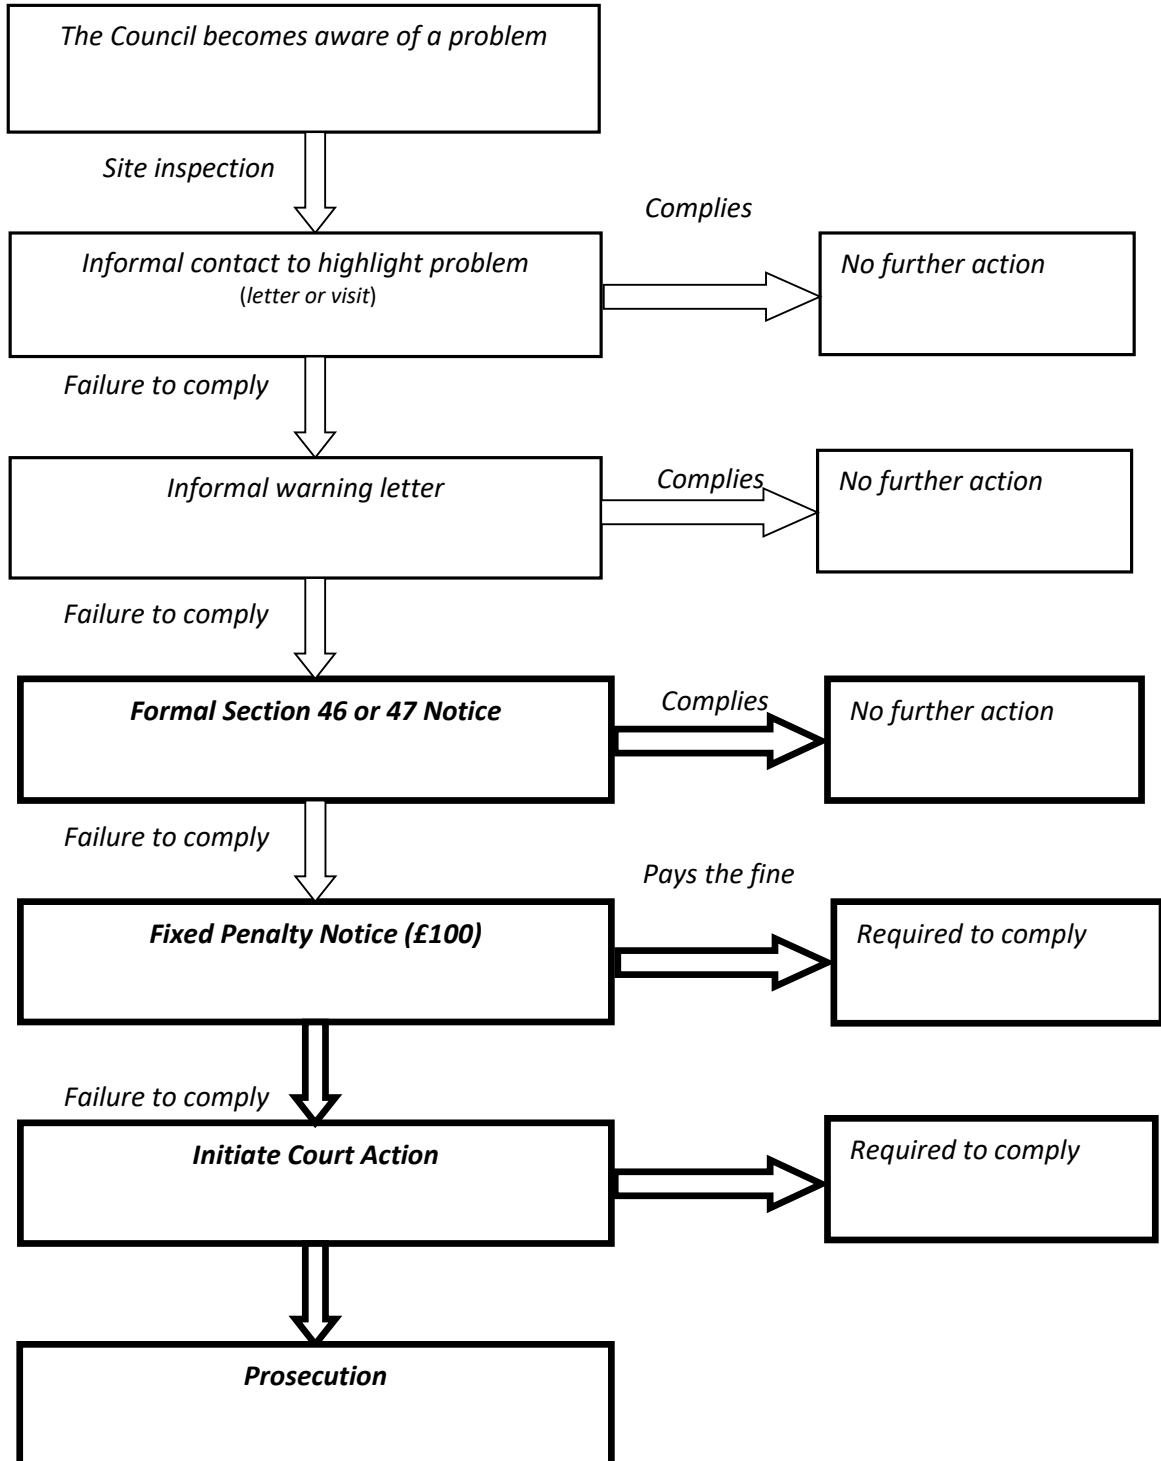 The Council becomes aware of a problem
Site inspection
Complies
Informal contact to highlight problem
(letter or visit)
No further action
Failure to comply
Informal warning letter
Complies
No further action
Failure to comply
Formal Section 46 or 47 Notice
Complies
No further action
Failure to comply
Pays the fine
Fixed Penalty Notice (£100)
Required to comply
Failure to comply
Initiate Court Action
Required to comply
Prosecution